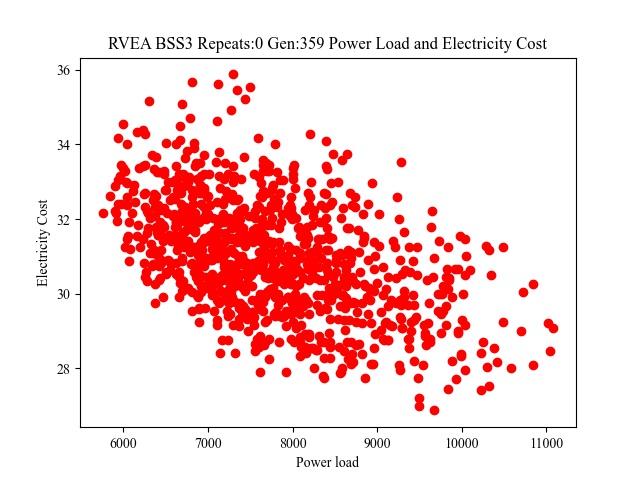 RVEA BSS3 Repeats:0 Gen:359 Power Load and Electricity Cost
36
34
32
30
28
Electricity Cost
6000 7000 8000 9000 10000 11000
Power load